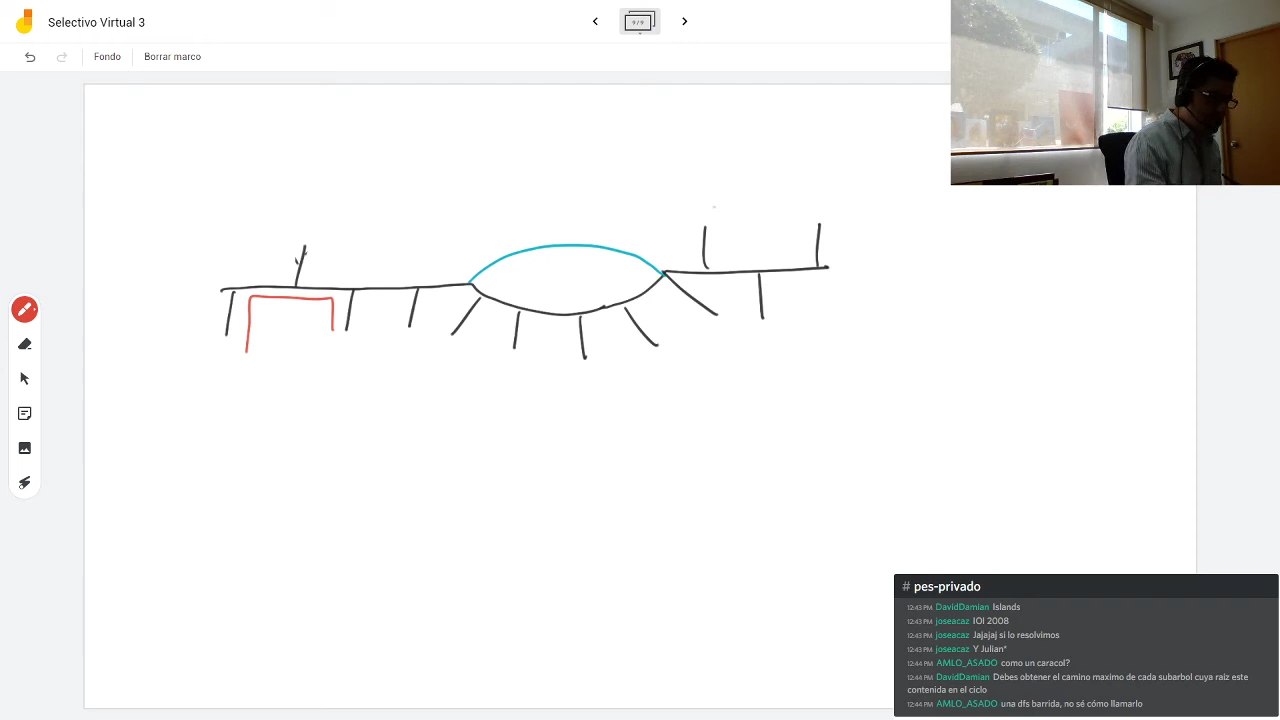 Selectivo Virtual 3
9 / 9
Fondo
Borrar marco
# pes-privado
12:43 PM DavidDamian Islands
12:43 PM joseacaz IOI 2008
12:43 PM joseacaz Jajajaj si lo resolvimos
12:43 PM joseacaz Y Julian*
12:44 PM AMLO_ASADO como un caracol?
12:44 PM DavidDamian Debes obtener el camino maximo de cada subarbol cuya raiz este
contenida en el ciclo
12:44 PM AMLO_ASADO una dfs barrida, no sé cómo llamarlo